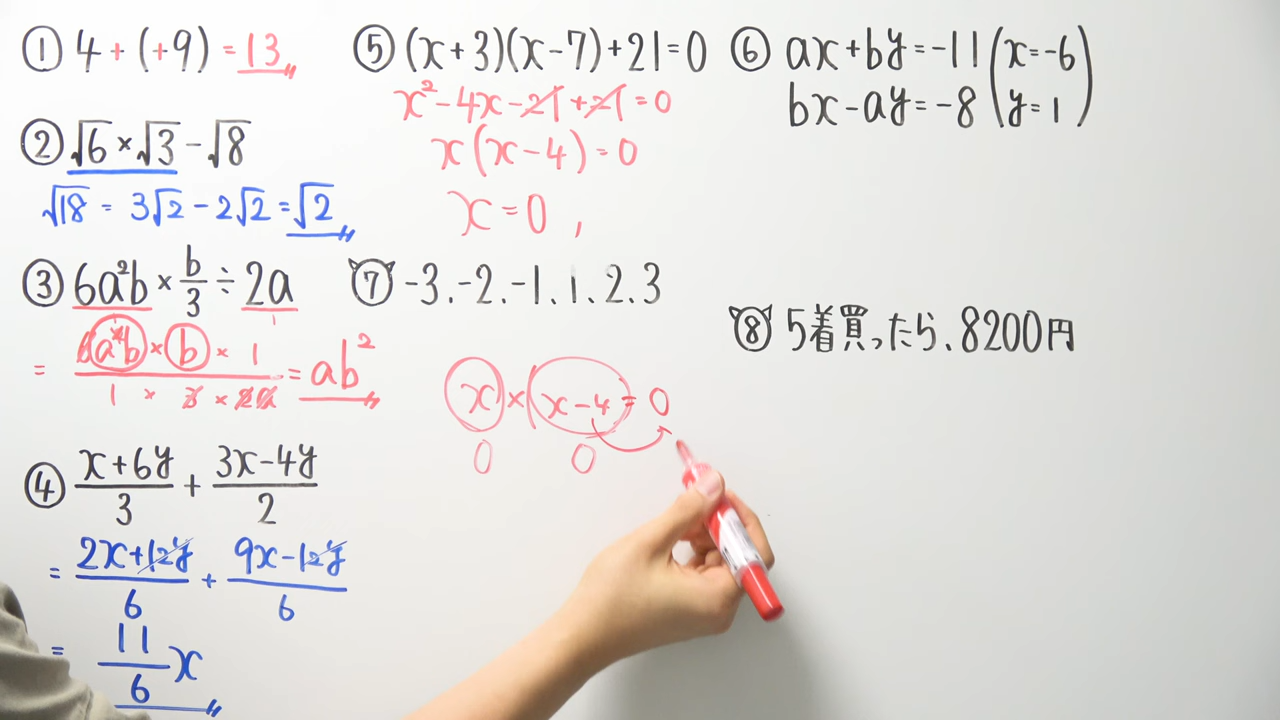 ① 4 + (+9) = 13
② √6 × √3 − √8
√18 = 3√2 − 2√2 = √2
③ 6a²b × b/3 ÷ 2a
= 6a²b × b × 1 / 1 × 3 × 2a = ab²
④ (x+6y)/3 + (3x−4y)/2
= (2x+12y)/6 + (9x−12y)/6
= 11/6 x
⑤ (x+3)(x−7)+21=0
x²−4x−21+21=0
x(x−4)=0
x=0 ,
⑥ ax+by=−11 (x=−6
bx−ay=−8 y=1)
⑦ -3.-2.-1.1.2.3
x×(x−4=0
0 0
⑧ 5着買ったら、8200円